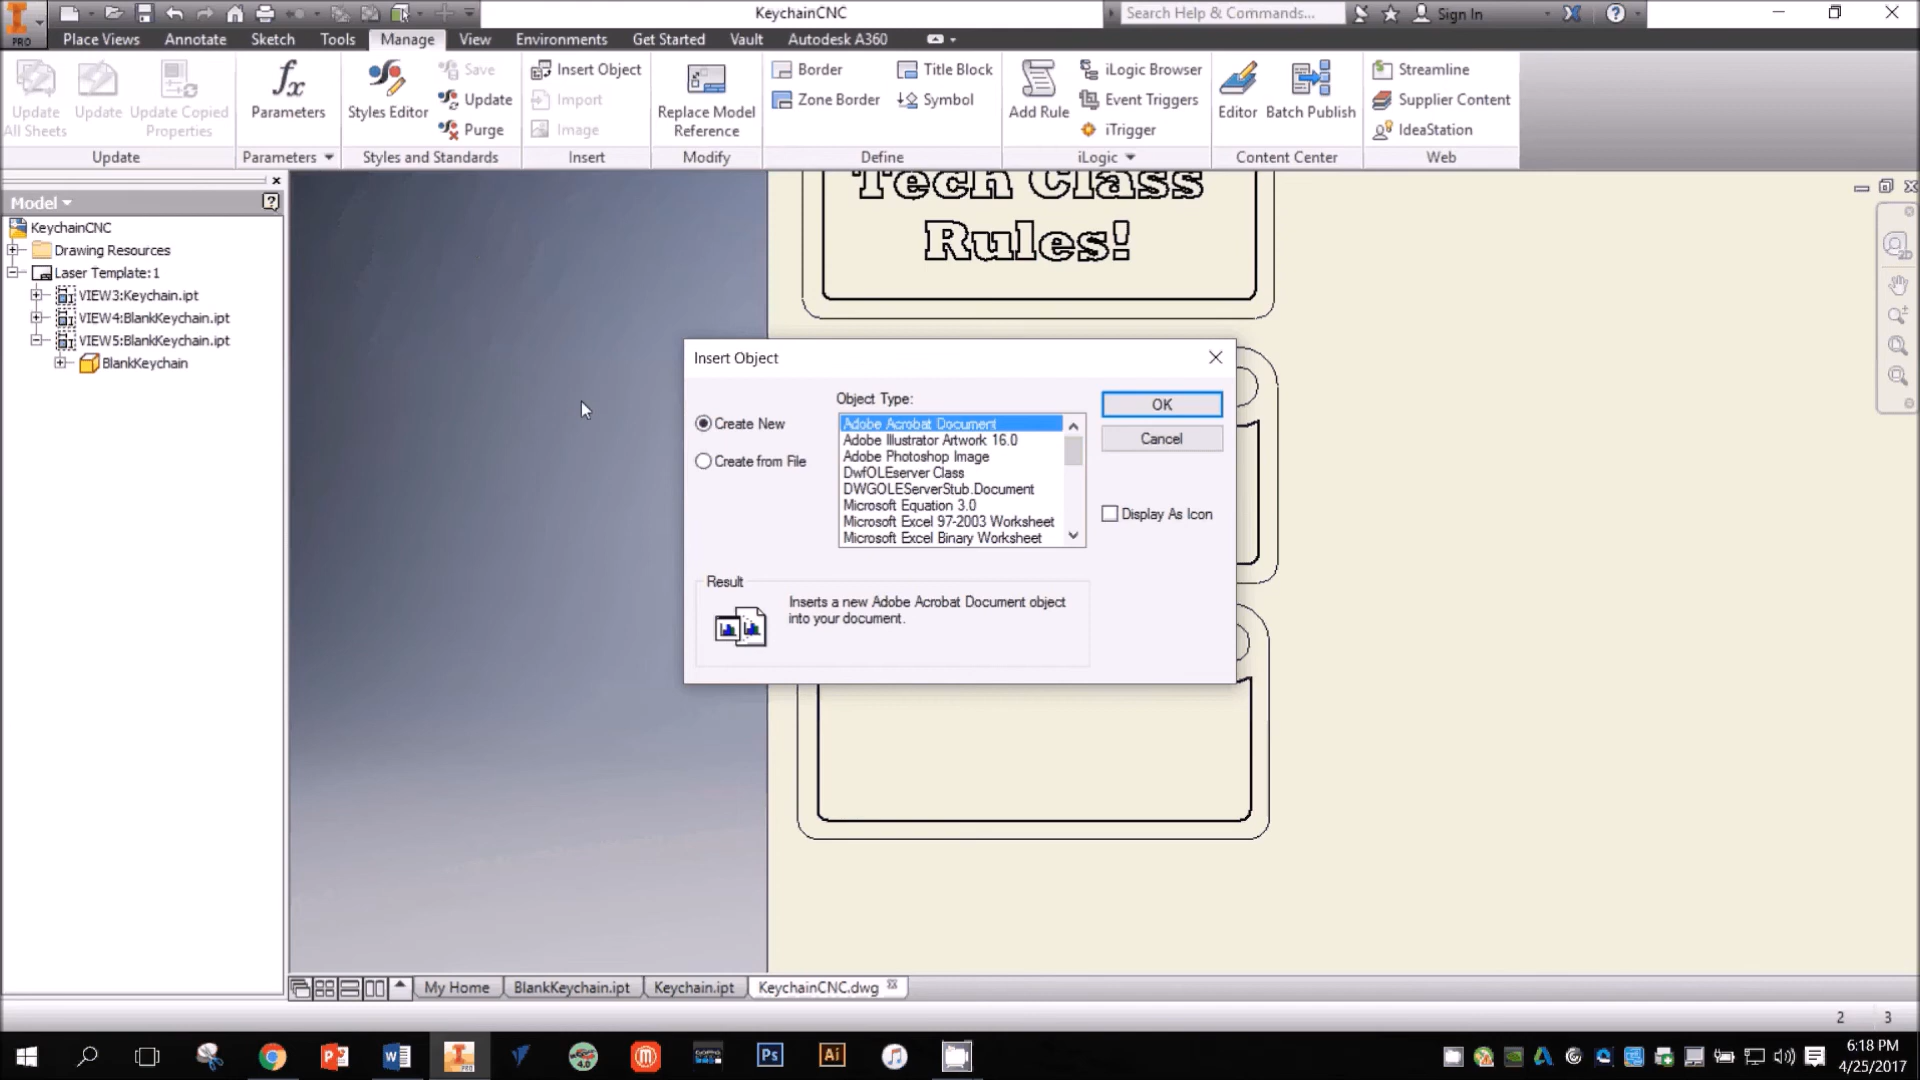 KeychainCNC
Search Help & Commands...
Sign In
PRO
Place Views
Annotate
Sketch
Tools
Manage
View
Environments
Get Started
Vault
Autodesk A360
Update All Sheets
Update
Update Copied Properties
Update
fx
Parameters
Parameters
Styles Editor
Save
Update
Purge
Styles and Standards
Insert Object
Import
Image
Insert
Replace Model Reference
Modify
Border
Zone Border
Title Block
Symbol
Define
Add Rule
iLogic Browser
Event Triggers
iTrigger
iLogic
Editor
Batch Publish
Content Center
Streamline
Supplier Content
IdeaStation
Web
Model
KeychainCNC
Drawing Resources
Laser Template:1
VIEW3:Keychain.ipt
VIEW4:BlankKeychain.ipt
VIEW5:BlankKeychain.ipt
BlankKeychain
Tech Class
Rules!
2D
Insert Object
Create New
Create from File
Object Type:
Adobe Acrobat Document
Adobe Illustrator Artwork 16.0
Adobe Photoshop Image
DwfOLEserver Class
DWGOLEServerStub.Document
Microsoft Equation 3.0
Microsoft Excel 97-2003 Worksheet
Microsoft Excel Binary Worksheet
OK
Cancel
Display As Icon
Result
Inserts a new Adobe Acrobat Document object
into your document.
My Home
BlankKeychain.ipt
Keychain.ipt
KeychainCNC.dwg
2
3
Ps
Ai
6:18 PM
4/25/2017